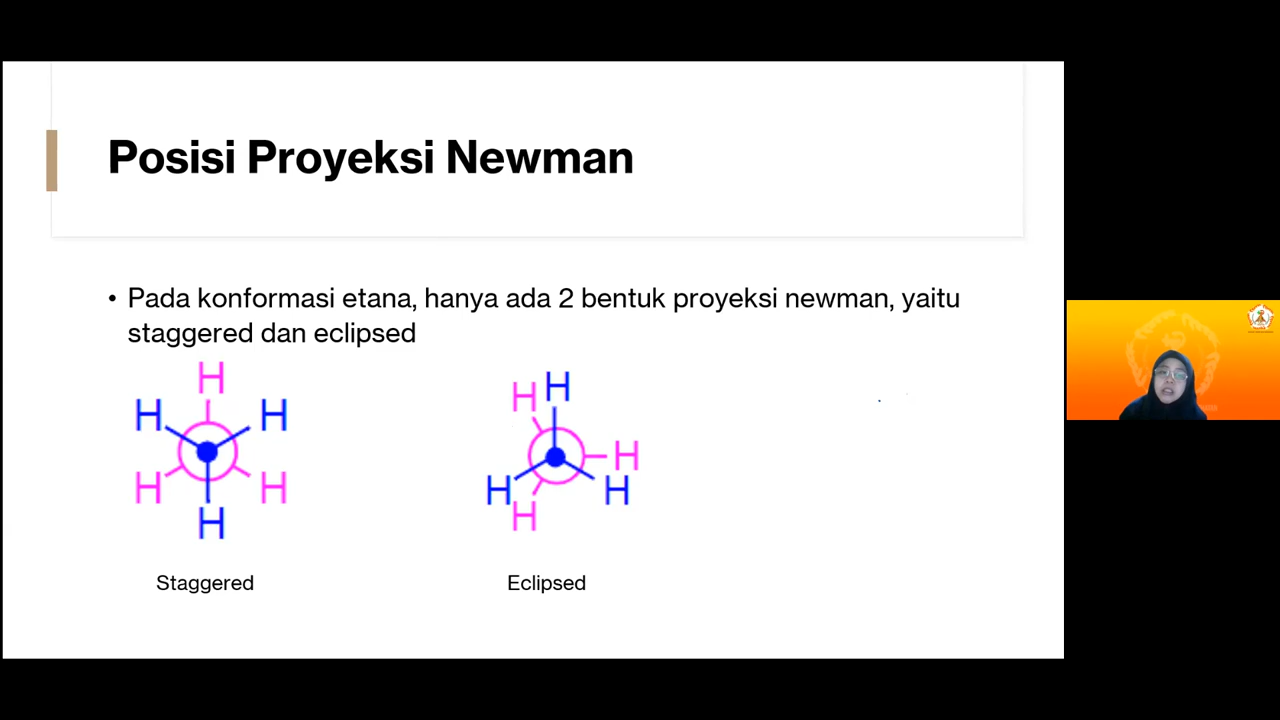 Posisi Proyeksi Newman
• Pada konformasi etana, hanya ada 2 bentuk proyeksi newman, yaitu
staggered dan eclipsed
H
H H
H H
H
Staggered
H H
H
H H
H
Eclipsed